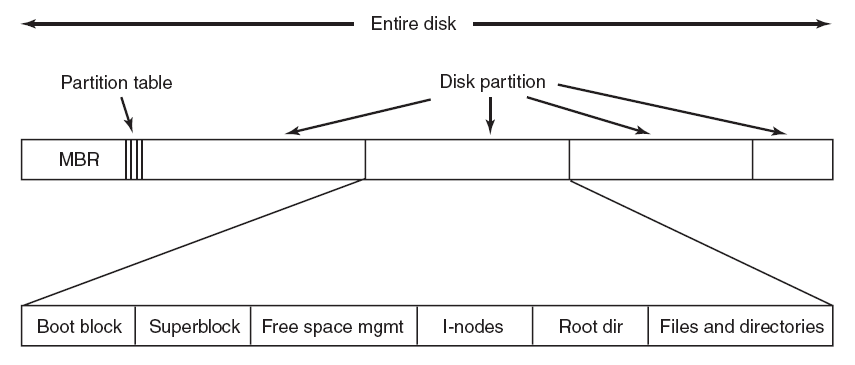 Entire disk
Partition table
Disk partition
MBR
Boot block
Superblock
Free space mgmt
I-nodes
Root dir
Files and directories